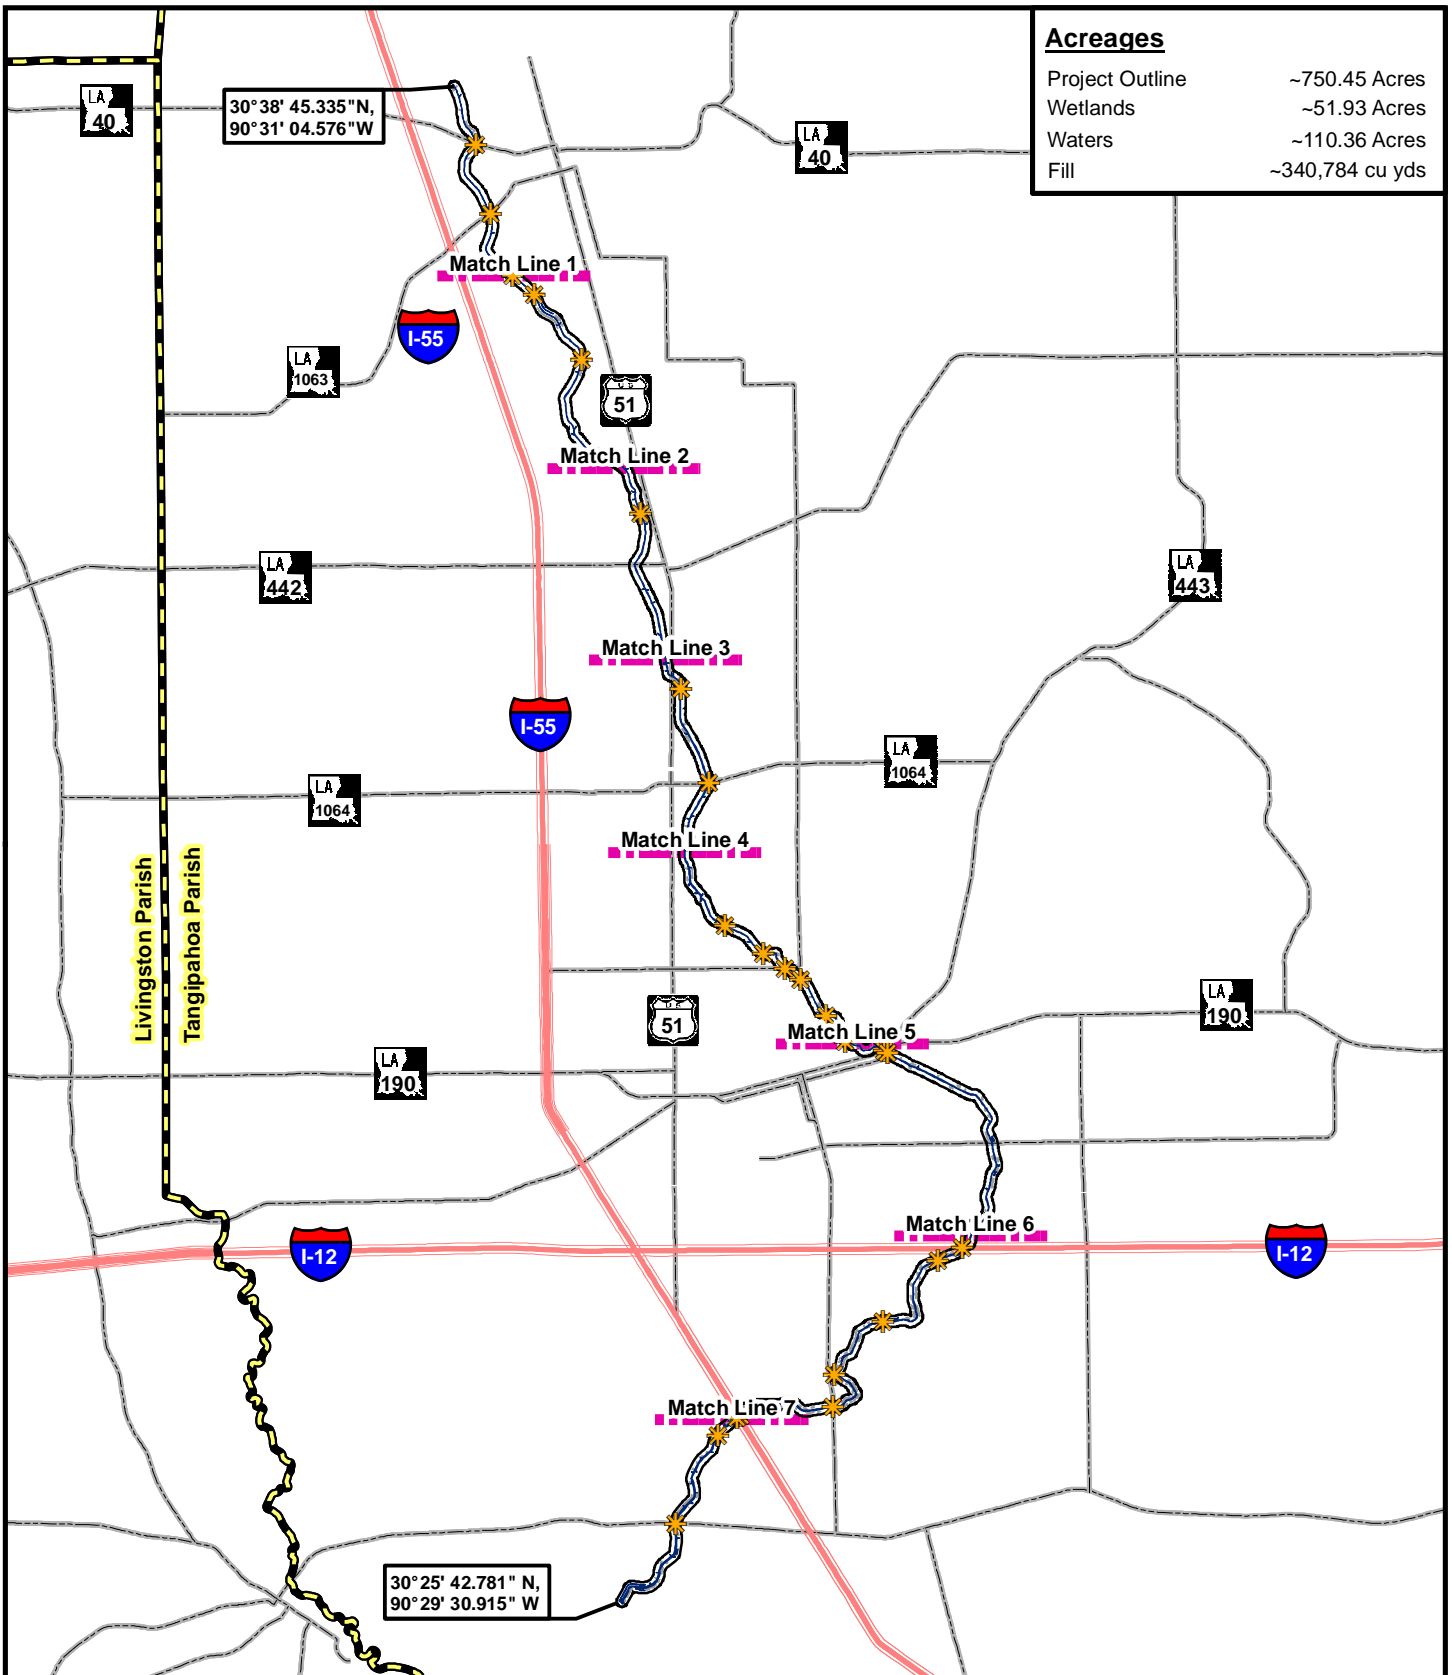 Acreages
Project Outline ~750.45 Acres
Wetlands ~51.93 Acres
Waters ~110.36 Acres
Fill ~340,784 cu yds
LA
40
30°38' 45.335"N,
90°31' 04.576"W
LA
40
Match Line 1
I-55
LA
1063
US
51
Match Line 2
LA
442
LA
443
Match Line 3
I-55
LA
1064
LA
1064
Match Line 4
Livingston Parish
Tangipahoa Parish
LA
190
US
51
Match Line 5
LA
190
Match Line 6
I-12
I-12
Match Line 7
30°25' 42.781" N,
90°29' 30.915" W